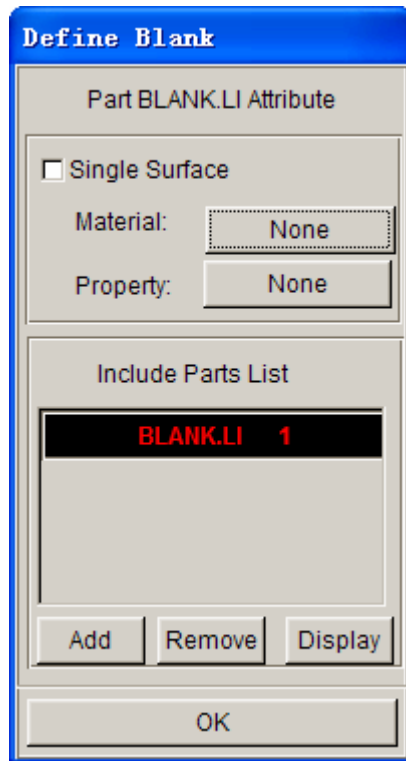 Define Blank
Part BLANK.LI Attribute
Single Surface
Material: None
Property: None
Include Parts List
BLANK.LI 1
Add Remove Display
OK